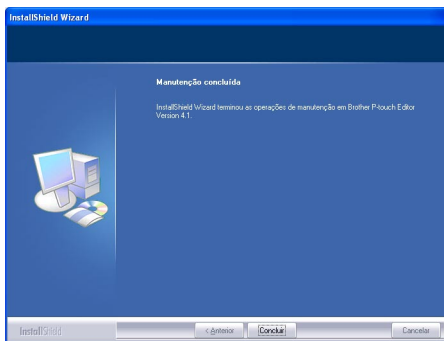 InstallShield Wizard
Manutenção concluída
InstallShield Wizard terminou as operações de manutenção em Brother P-touch Editor
Version 4.1.
InstallShield
< Anterior
Concluir
Cancelar